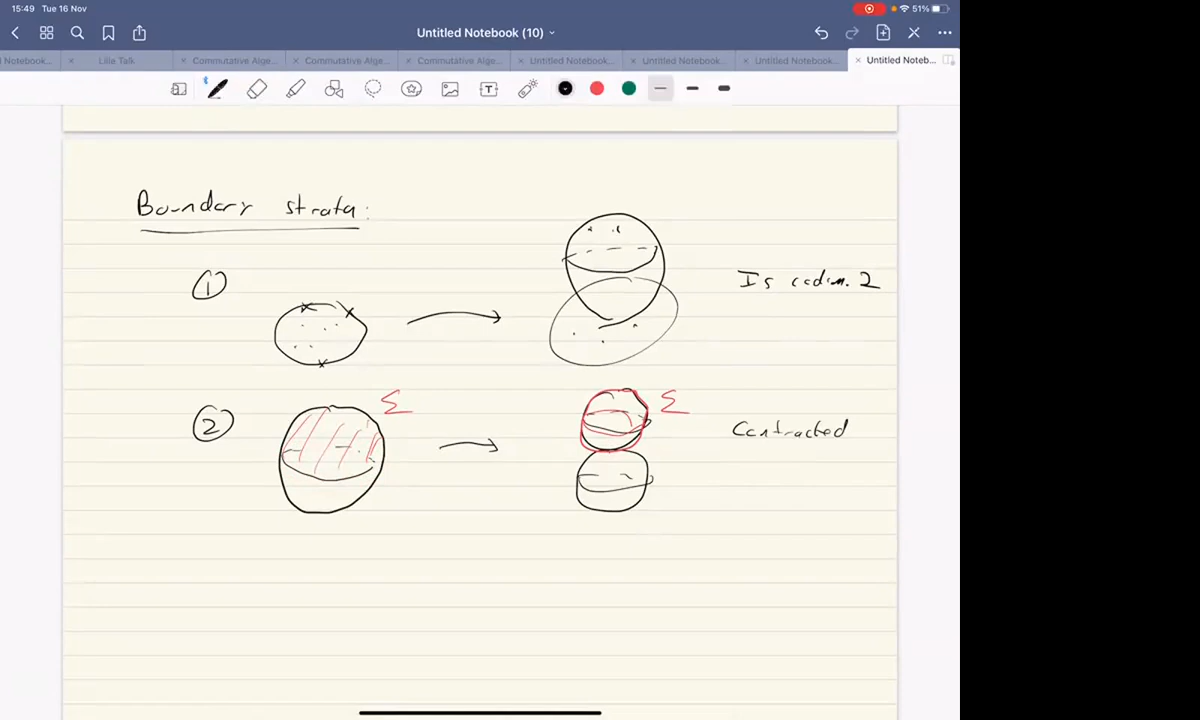 15:49 Tue 16 Nov
51%
Untitled Notebook (10)
Notebook...
Lille Talk
Commutative Alge...
Commutative Alge...
Commutative Alge...
Untitled Notebook...
Untitled Notebook...
Untitled Notebook...
Untitled Noteb...
T
Boundary strata:
① Is codim. 2
② Σ Σ Contracted